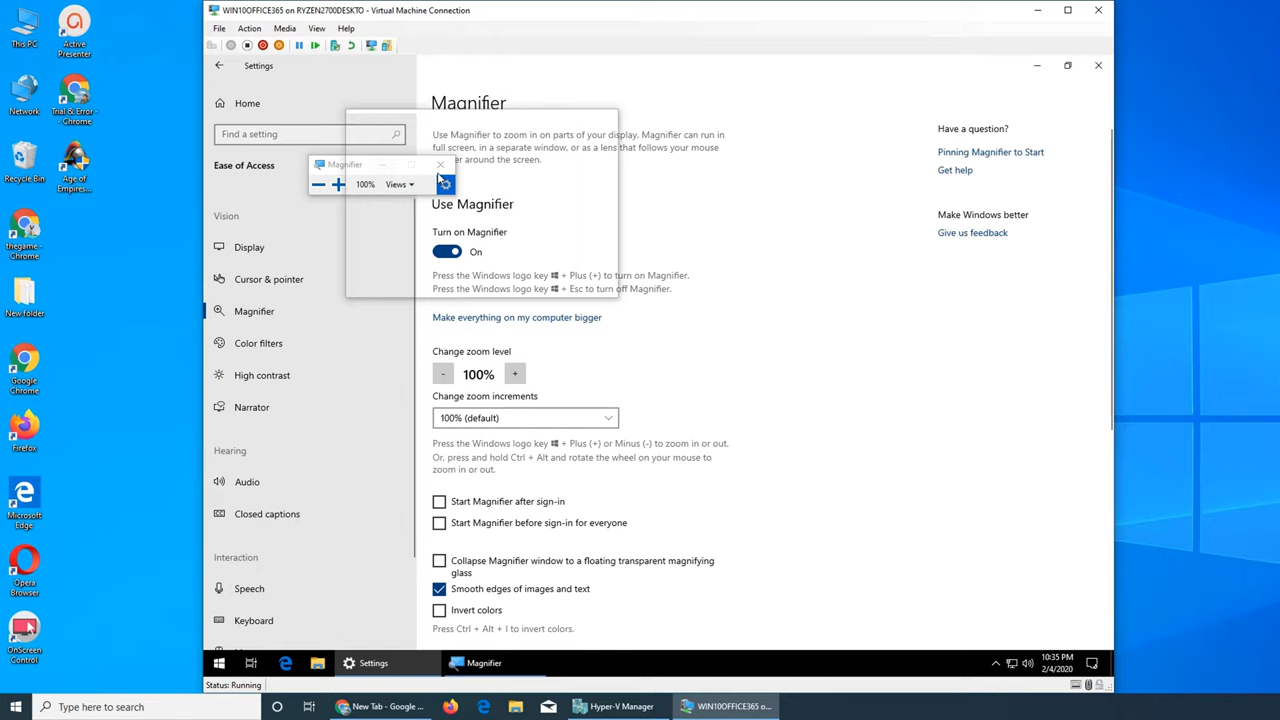 This PC
Active
Presenter
Network
Trial & Error -
Chrome
Recycle Bin
Age of
Empires...
thegame -
Chrome
New folder
Google
Chrome
Firefox
Microsoft
Edge
Opera
Browser
OnScreen
Control
WIN10OFFICE365 on RYZEN2700DESKTO - Virtual Machine Connection
File Action Media View Help
Settings
Home
Find a setting
Ease of Access
Vision
Display
Cursor & pointer
Magnifier
Color filters
High contrast
Narrator
Hearing
Audio
Closed captions
Interaction
Speech
Keyboard
Magnifier
100% Views
Magnifier
Use Magnifier to zoom in on parts of your display. Magnifier can run in
full screen, in a separate window, or as a lens that follows your mouse
around the screen.
Use Magnifier
Turn on Magnifier
On
Press the Windows logo key + Plus (+) to turn on Magnifier.
Press the Windows logo key + Esc to turn off Magnifier.
Make everything on my computer bigger
Change zoom level
- 100% +
Change zoom increments
100% (default)
Press the Windows logo key + Plus (+) or Minus (-) to zoom in or out.
Or, press and hold Ctrl + Alt and rotate the wheel on your mouse to
zoom in or out.
Start Magnifier after sign-in
Start Magnifier before sign-in for everyone
Collapse Magnifier window to a floating transparent magnifying
glass
Smooth edges of images and text
Invert colors
Press Ctrl + Alt + I to invert colors.
Have a question?
Pinning Magnifier to Start
Get help
Make Windows better
Give us feedback
Settings
Magnifier
10:35 PM
2/4/2020
Status: Running
Type here to search
New Tab - Google ...
Hyper-V Manager
WIN10OFFICE365 o...